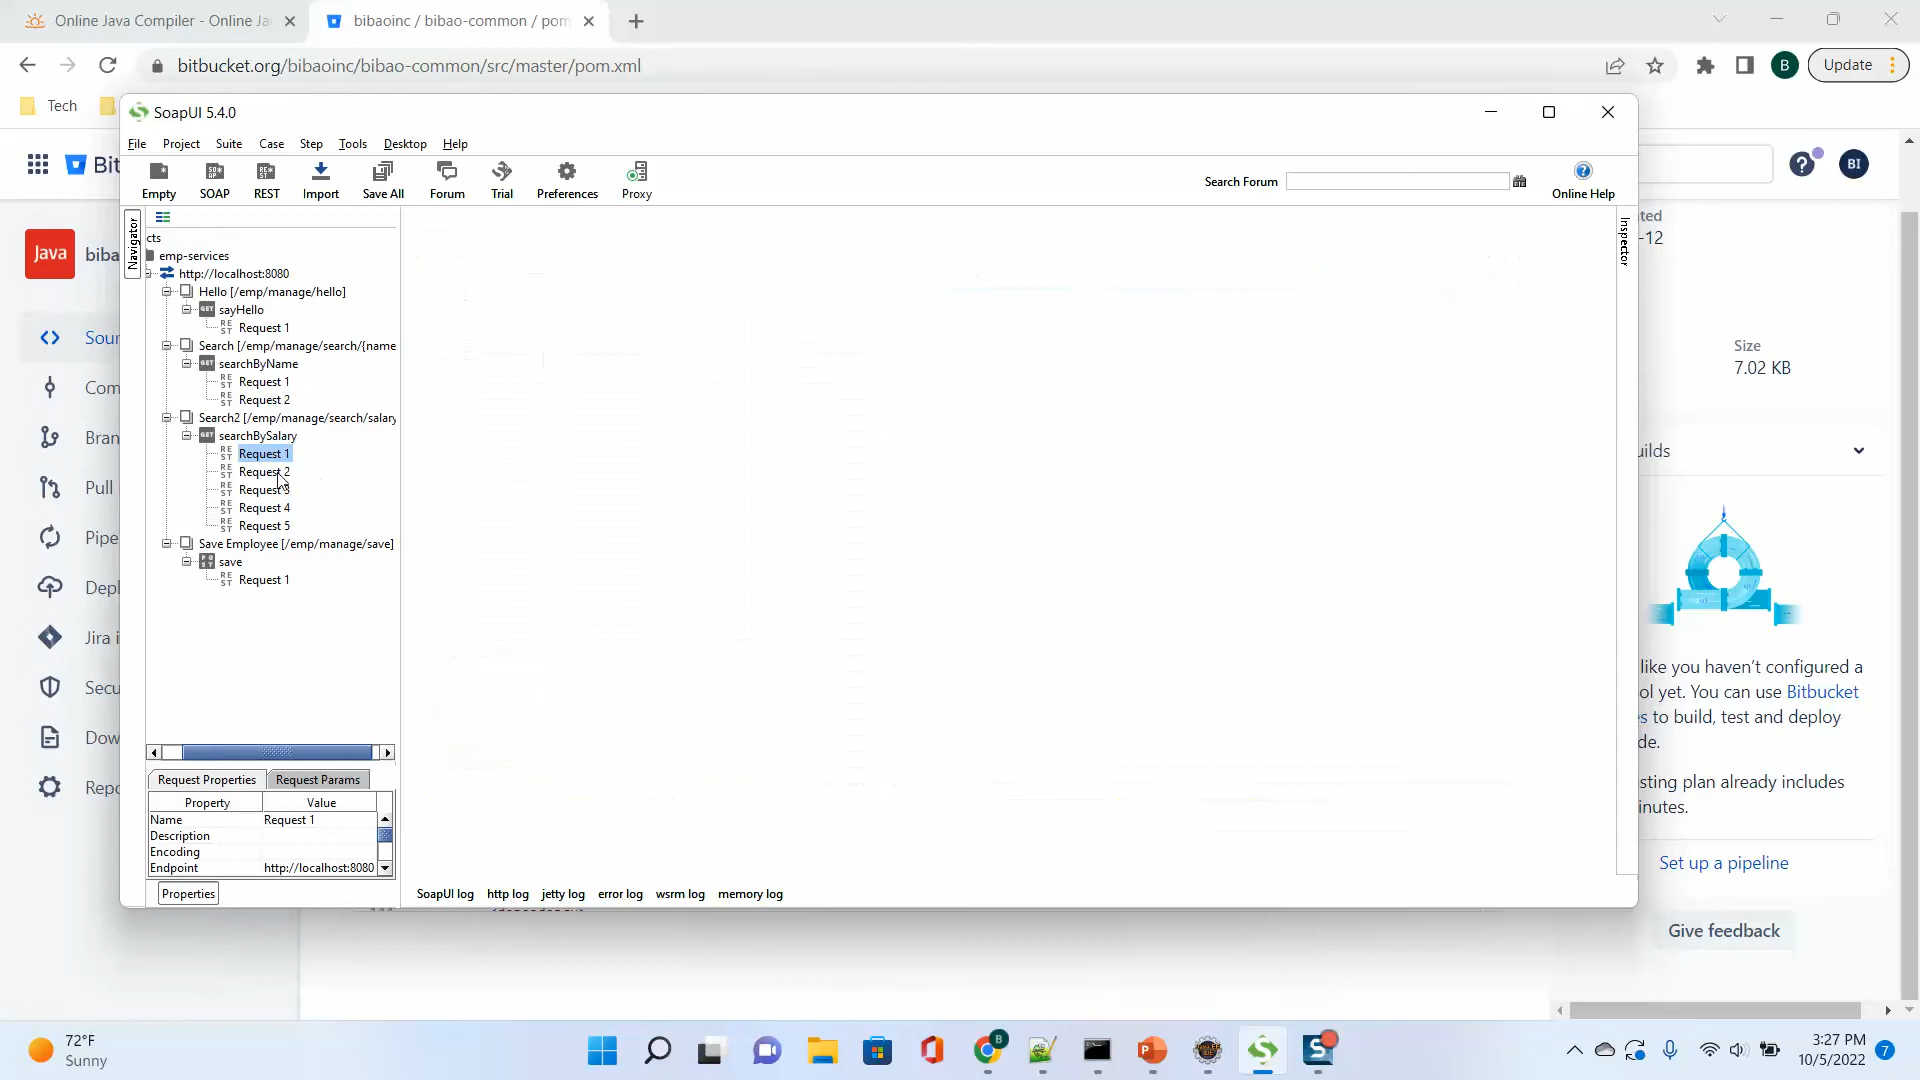 Online Java Compiler - Online Ja
bibaoinc / bibao-common / pom
bitbucket.org/bibaoinc/bibao-common/src/master/pom.xml
B
Update
Tech
SoapUI 5.4.0
File Project Suite Case Step Tools Desktop Help
Empty SOAP REST Import Save All Forum Trial Preferences Proxy
Search Forum
Online Help
Bit
BI
Navigator
Inspector
cts
emp-services
http://localhost:8080
Hello [/emp/manage/hello]
sayHello
Request 1
Search [/emp/manage/search/{name
searchByName
Request 1
Request 2
Search2 [/emp/manage/search/salary
searchBySalary
Request 1
Request 2
Request 3
Request 4
Request 5
Save Employee [/emp/manage/save]
save
Request 1
Request Properties Request Params
Property Value
Name Request 1
Description
Encoding
Endpoint http://localhost:8080
Properties
SoapUI log http log jetty log error log wsrm log memory log
Java
biba
Sour
Com
Bran
Pull
Pipe
Depl
Jira i
Secu
Dow
Repo
ted
-12
Size
7.02 KB
uilds
like you haven't configured a
ol yet. You can use Bitbucket
s to build, test and deploy
de.
sting plan already includes
inutes.
Set up a pipeline
Give feedback
72°F
Sunny
3:27 PM
10/5/2022
7